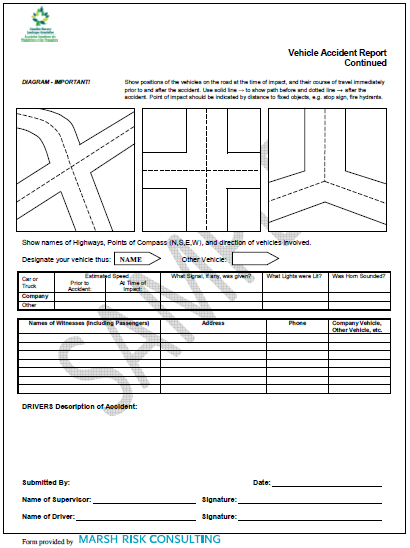 Canadian Nursery
Landscape Association
Vehicle Accident Report
Continued
DIAGRAM - IMPORTANT!
Show positions of the vehicles on the road at the time of impact, and their course of travel immediately
prior to and after the accident. Use solid line → to show path before and dotted line → after the
accident. Point of impact should be indicated by distance to fixed objects, e.g. stop sign, fire hydrants.
Show names of Highways, Points of Compass (N,S,E,W), and direction of vehicles involved.
Designate your vehicle thus: NAME Other Vehicle:
Car or Truck Estimated Speed What Signal, if any, was given? What Lights were Lit? Was Horn Sounded?
Prior to Accident: At Time of Impact:
Company
Other
Names of Witnesses (Including Passengers) Address Phone Company Vehicle, Other Vehicle, etc.
DRIVERS Description of Accident:
Submitted By: Date:
Name of Supervisor: Signature:
Name of Driver: Signature:
Form provided by MARSH RISK CONSULTING
SAMPLE